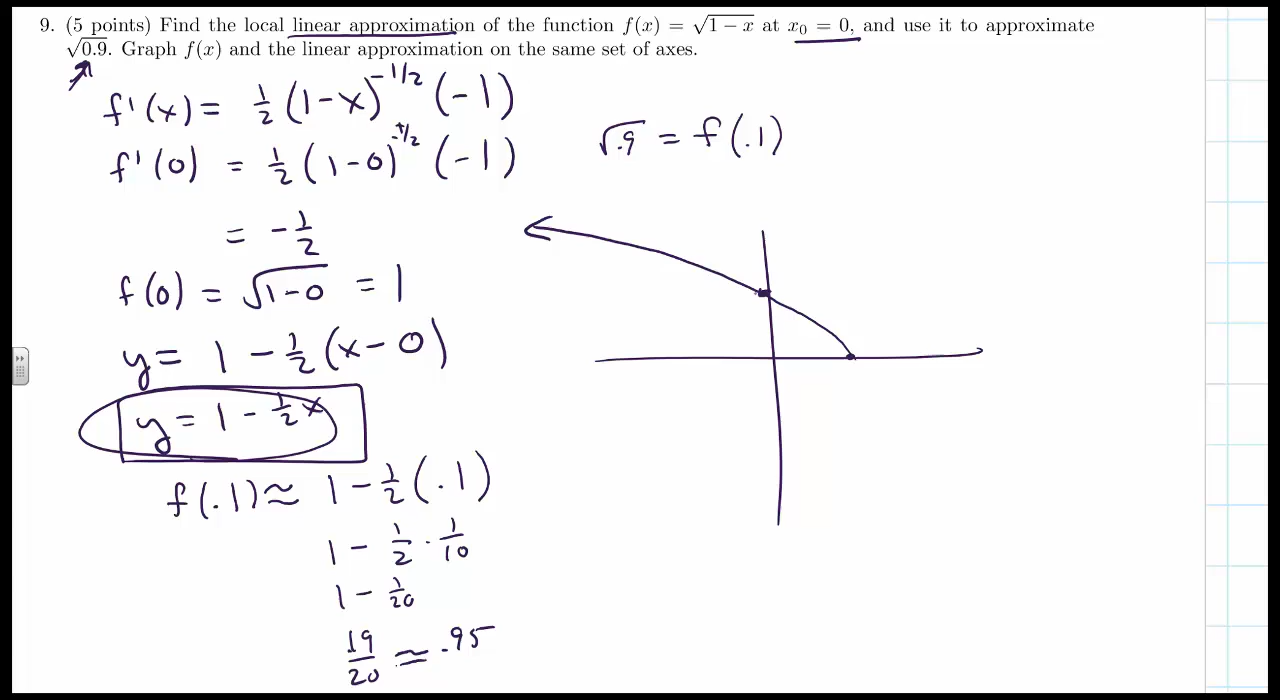 9. (5 points) Find the local linear approximation of the function f(x) = √(1 − x) at x₀ = 0, and use it to approximate
√0.9. Graph f(x) and the linear approximation on the same set of axes.
f'(x) = 1/2 (1-x)^(-1/2) (-1)
f'(0) = 1/2 (1-0)^(-1/2) (-1)
= -1/2
f(0) = √(1-0) = 1
y = 1 - 1/2 (x-0)
y = 1 - 1/2 x
f(.1) ≈ 1 - 1/2 (.1)
1 - 1/2 · 1/10
1 - 1/20
19/20 ≈ .95
√.9 = f(.1)